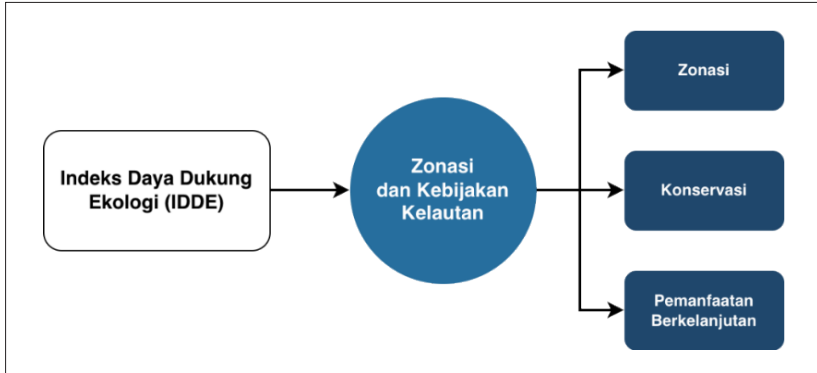 Indeks Daya Dukung
Ekologi (IDDE)
Zonasi
dan Kebijakan
Kelautan
Zonasi
Konservasi
Pemanfaatan
Berkelanjutan